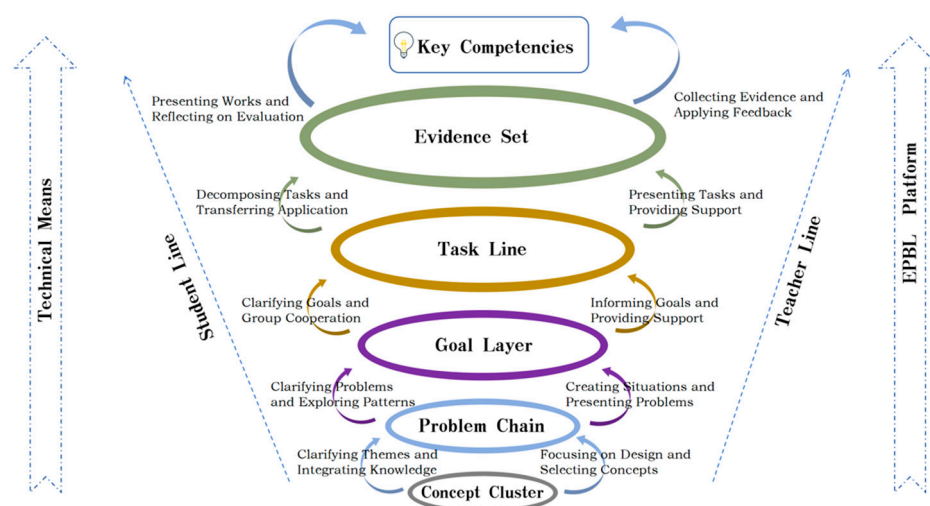 Key Competencies
Presenting Works and
Reflecting on Evaluation
Collecting Evidence and
Applying Feedback
Evidence Set
Decomposing Tasks and
Transferring Application
Presenting Tasks and
Providing Support
Task Line
Clarifying Goals and
Group Cooperation
Informing Goals and
Providing Support
Goal Layer
Clarifying Problems
and Exploring Patterns
Creating Situations and
Presenting Problems
Problem Chain
Clarifying Themes and
Integrating Knowledge
Focusing on Design and
Selecting Concepts
Concept Cluster
Technical Means
Student Line
Teacher Line
EPBL Platform